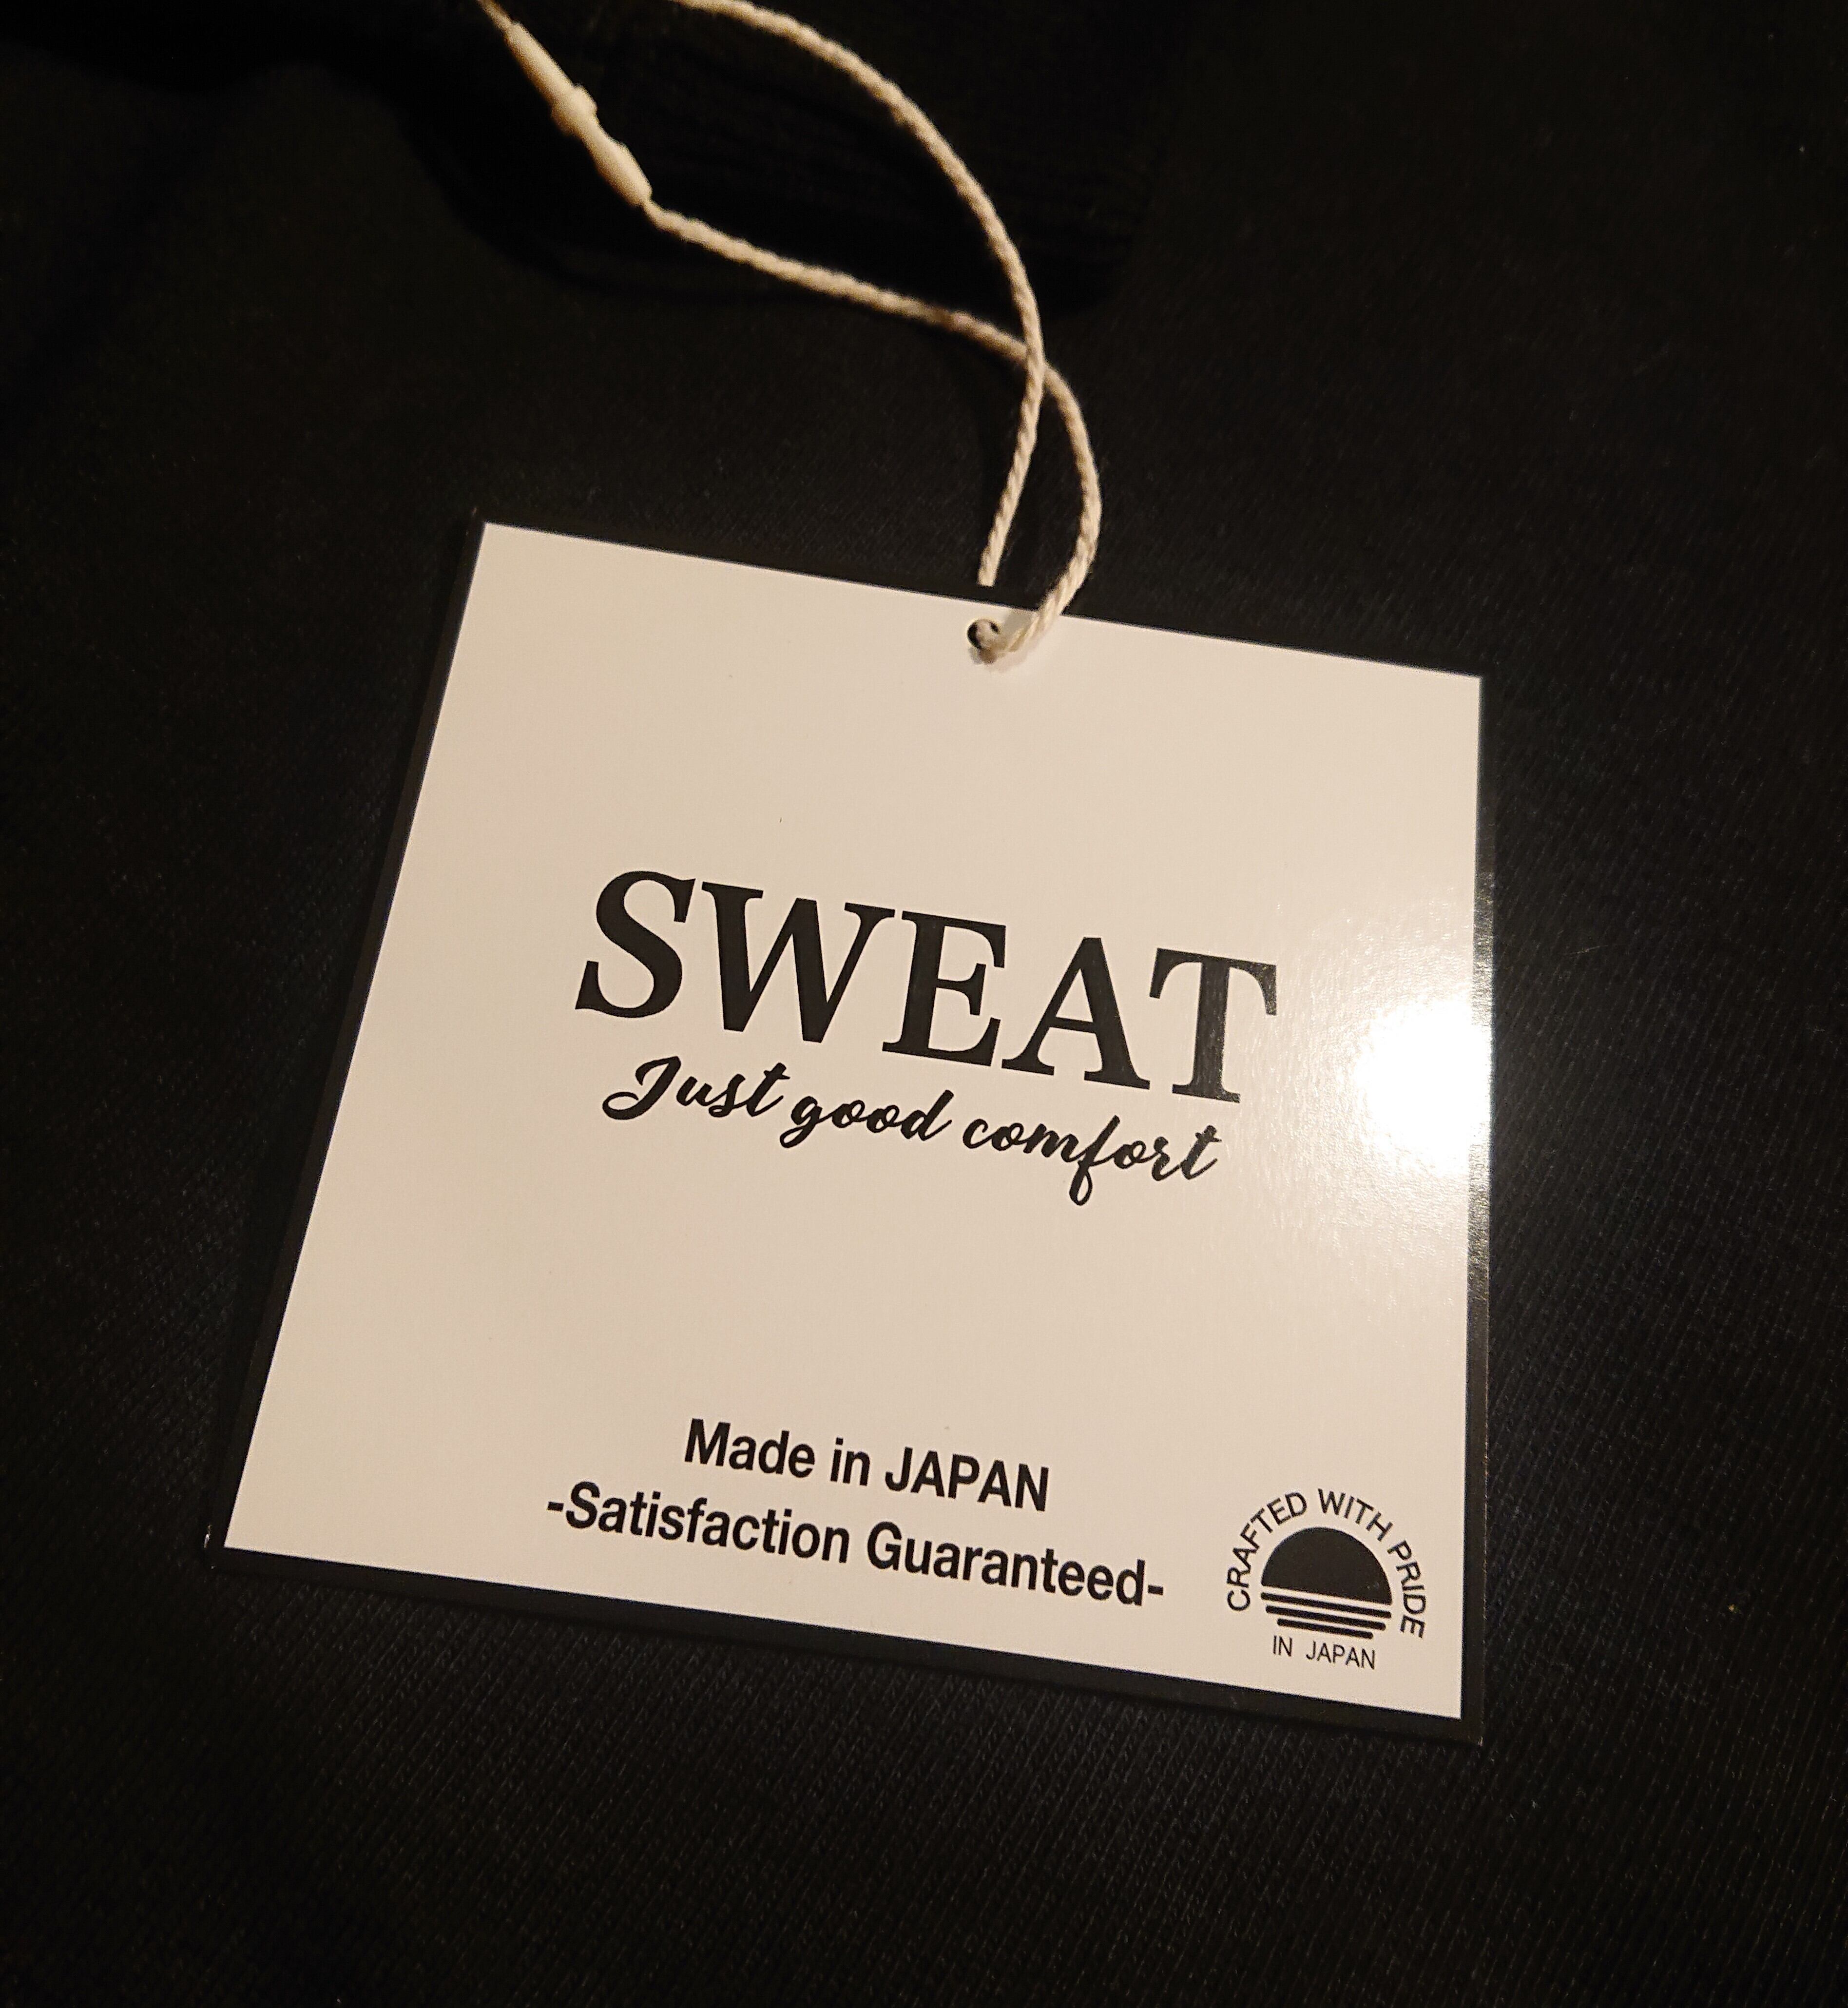 SWEAT
Just good comfort
Made in JAPAN
-Satisfaction Guaranteed-
CRAFTED WITH PRIDE
IN JAPAN